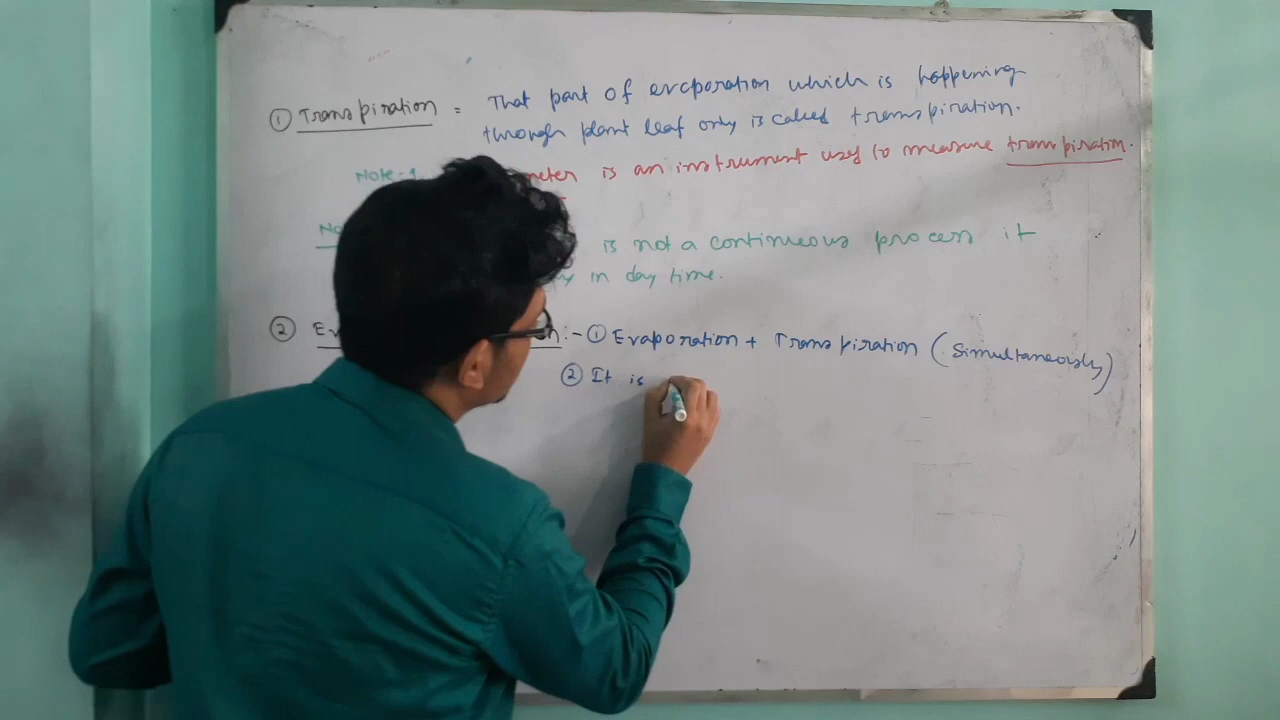 ① Transpiration = That part of evaporation which is happening
through plant leaf only is called transpiration.
Note-1 meter is an instrument used to measure transpiration.
is not a continuous process it
in day time.
② :- ① Evaporation + Transpiration (Simultaneously)
② It is